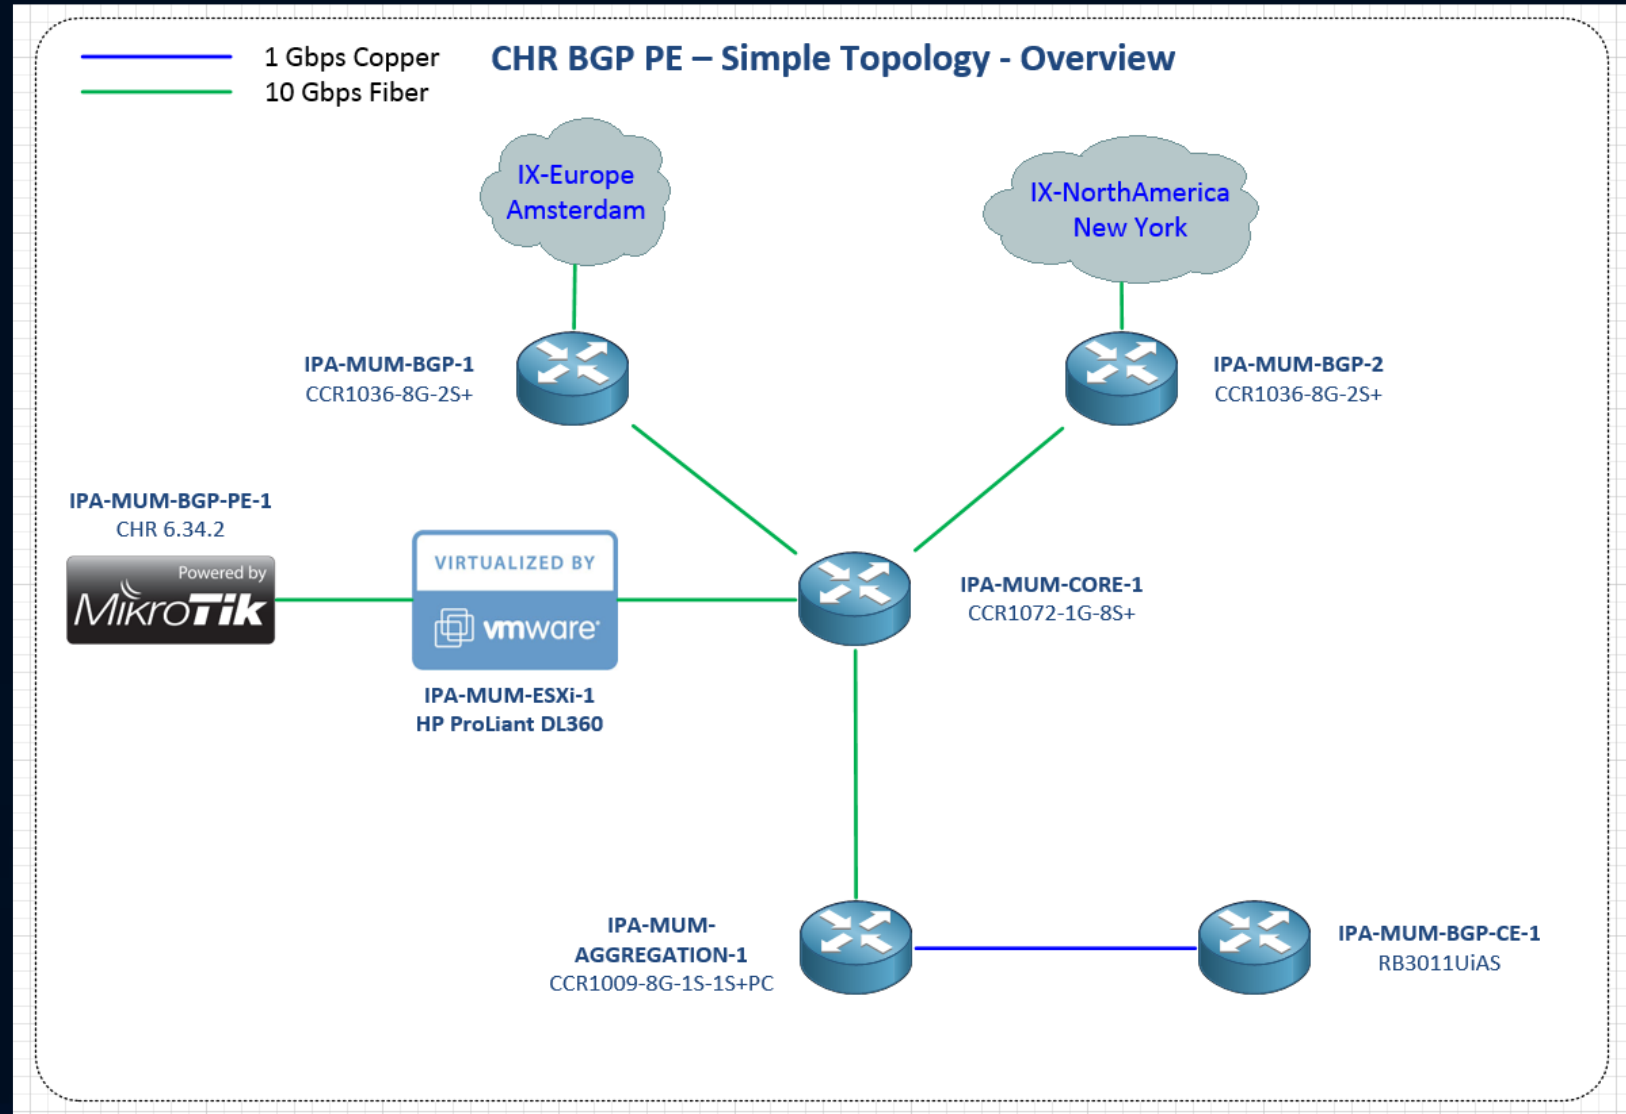 1 Gbps Copper
10 Gbps Fiber
CHR BGP PE – Simple Topology - Overview
IX-Europe
Amsterdam
IX-NorthAmerica
New York
IPA-MUM-BGP-1
CCR1036-8G-2S+
IPA-MUM-BGP-2
CCR1036-8G-2S+
IPA-MUM-BGP-PE-1
CHR 6.34.2
Powered by
MikroTik
VIRTUALIZED BY
vmware
IPA-MUM-ESXi-1
HP ProLiant DL360
IPA-MUM-CORE-1
CCR1072-1G-8S+
IPA-MUM-
AGGREGATION-1
CCR1009-8G-1S-1S+PC
IPA-MUM-BGP-CE-1
RB3011UiAS